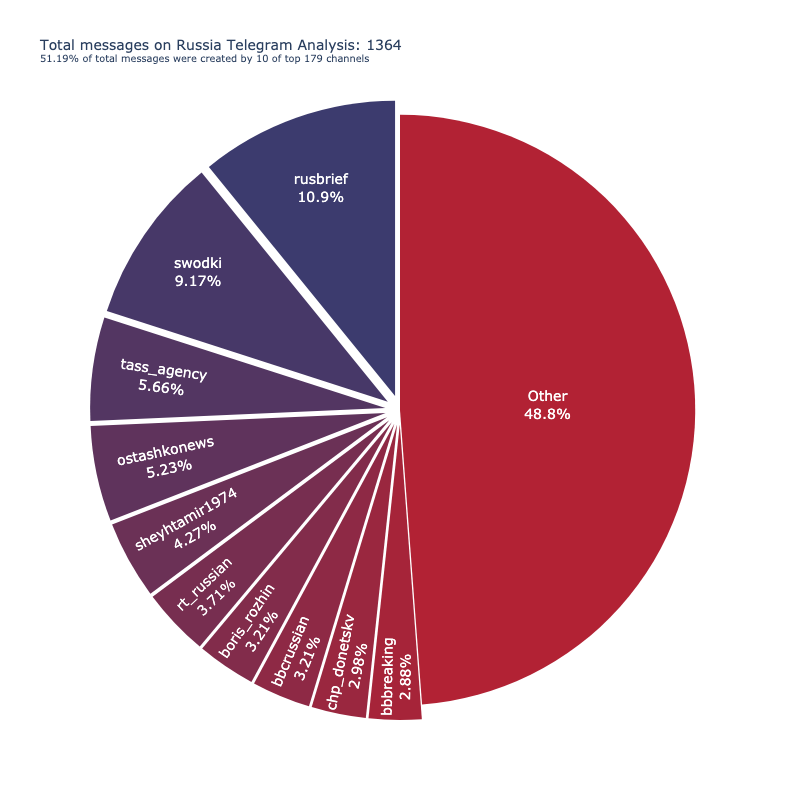 Total messages on Russia Telegram Analysis: 1364
51.19% of total messages were created by 10 of top 179 channels
rusbrief
10.9%
swodki
9.17%
tass_agency
5.66%
ostashkonews
5.23%
sheyhtamir1974
4.27%
rt_russian
3.71%
boris_rozhin
3.21%
bbcrussian
3.21%
chp_donetskv
2.98%
bbbreaking
2.88%
Other
48.8%